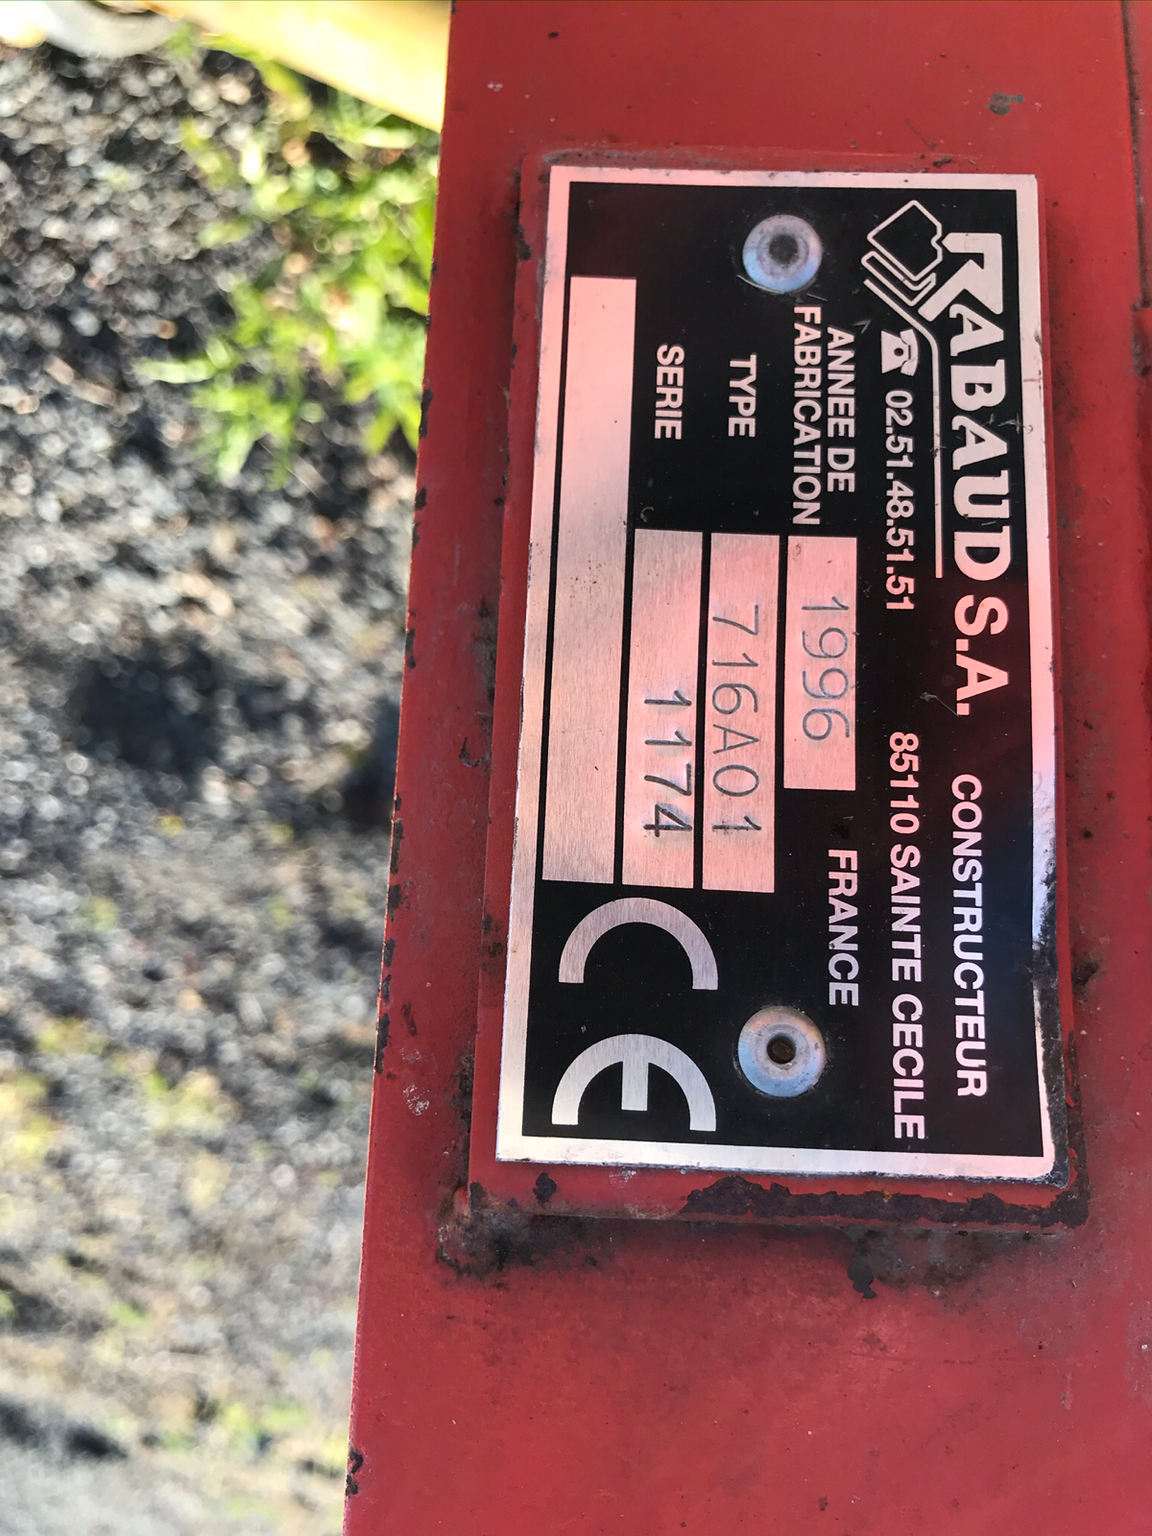 RABAUD S.A. CONSTRUCTEUR
02.51.48.51.51 85110 SAINTE CECILE
FRANCE
ANNEE DE
FABRICATION 1996
TYPE 716A01
SERIE 1174
CE